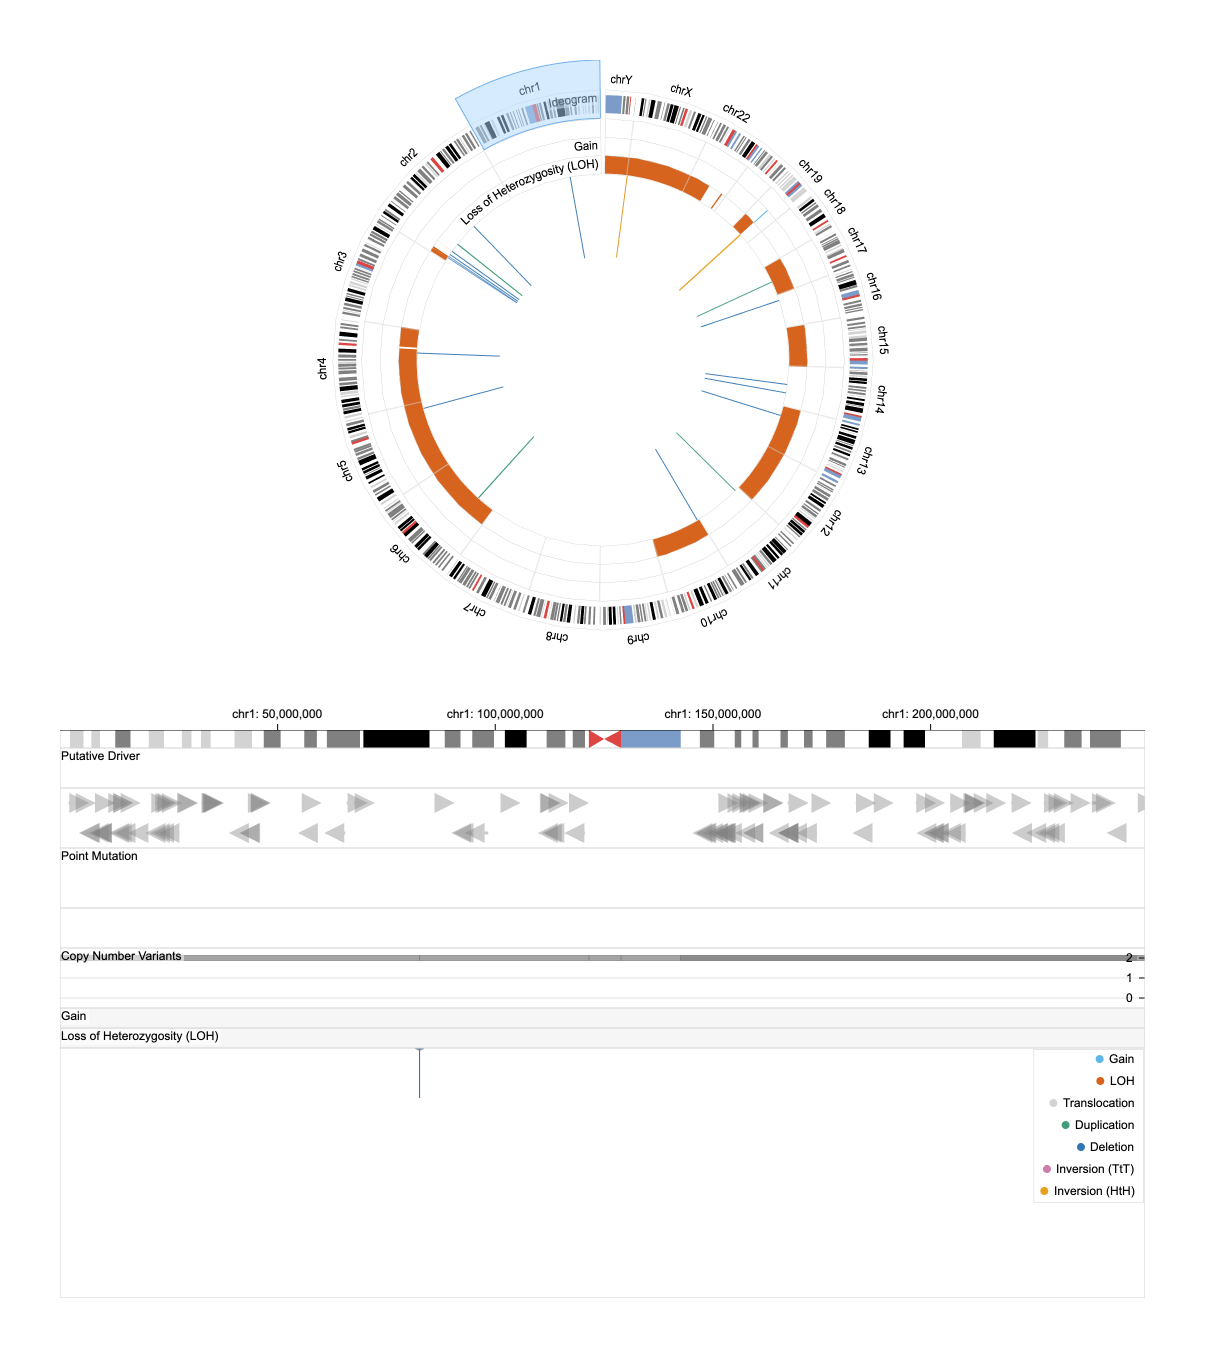 chrY
chrX
chr22
chr19
chr18
chr17
chr16
chr15
chr14
chr13
chr12
chr11
chr10
chr9
chr8
chr7
chr6
chr5
chr4
chr3
chr2
chr1
Ideogram
Gain
Loss of Heterozygosity (LOH)
chr1: 50,000,000
chr1: 100,000,000
chr1: 150,000,000
chr1: 200,000,000
Putative Driver
Point Mutation
Copy Number Variants
2
1
0
Gain
Loss of Heterozygosity (LOH)
Gain
LOH
Translocation
Duplication
Deletion
Inversion (TtT)
Inversion (HtH)